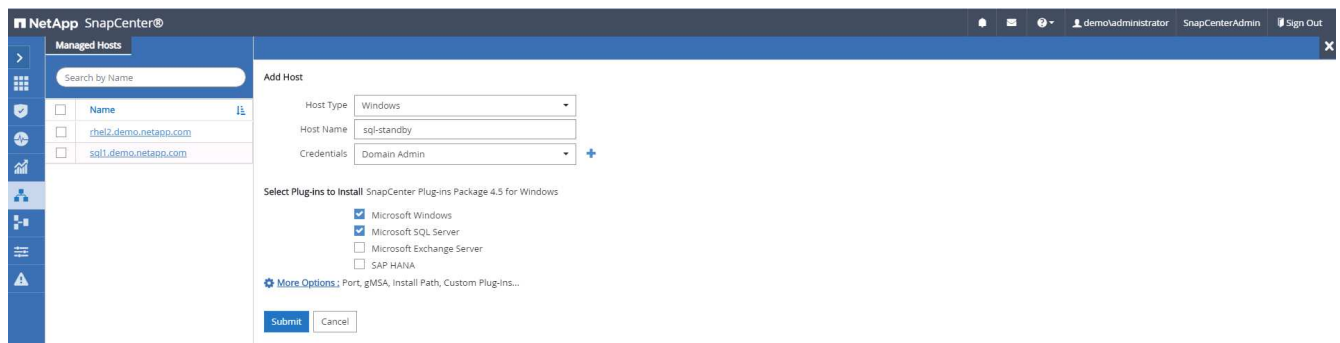 NetApp SnapCenter®
demo\administrator SnapCenterAdmin Sign Out
Managed Hosts
Search by Name
Name
rhel2.demo.netapp.com
sql1.demo.netapp.com
Add Host
Host Type Windows
Host Name sql-standby
Credentials Domain Admin
Select Plug-ins to Install SnapCenter Plug-ins Package 4.5 for Windows
Microsoft Windows
Microsoft SQL Server
Microsoft Exchange Server
SAP HANA
More Options : Port, gMSA, Install Path, Custom Plug-Ins...
Submit Cancel